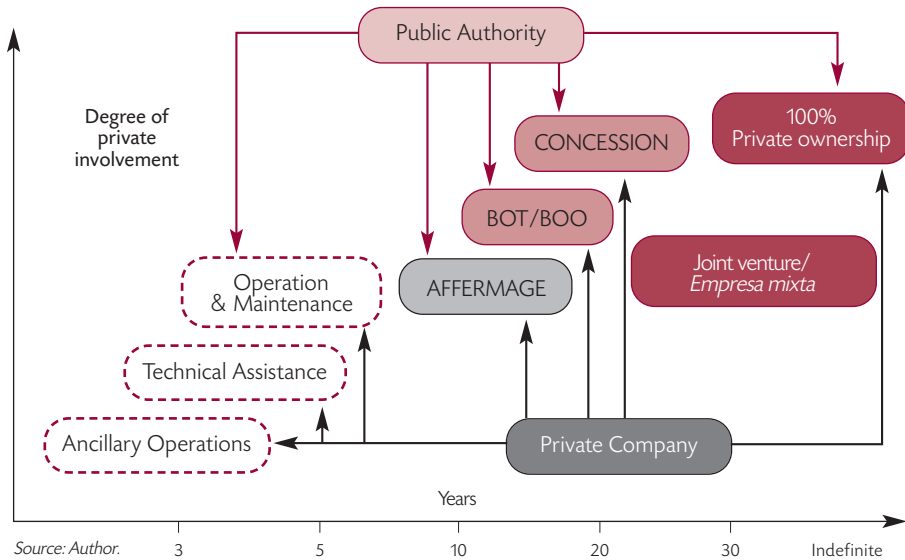 Public Authority
Degree of
private
involvement
100%
Private ownership
CONCESSION
BOT/BOO
Joint venture/
Empresa mixta
Operation
& Maintenance
AFFERMAGE
Technical Assistance
Ancillary Operations
Private Company
Years
Source: Author.
3
5
10
20
30
Indefinite